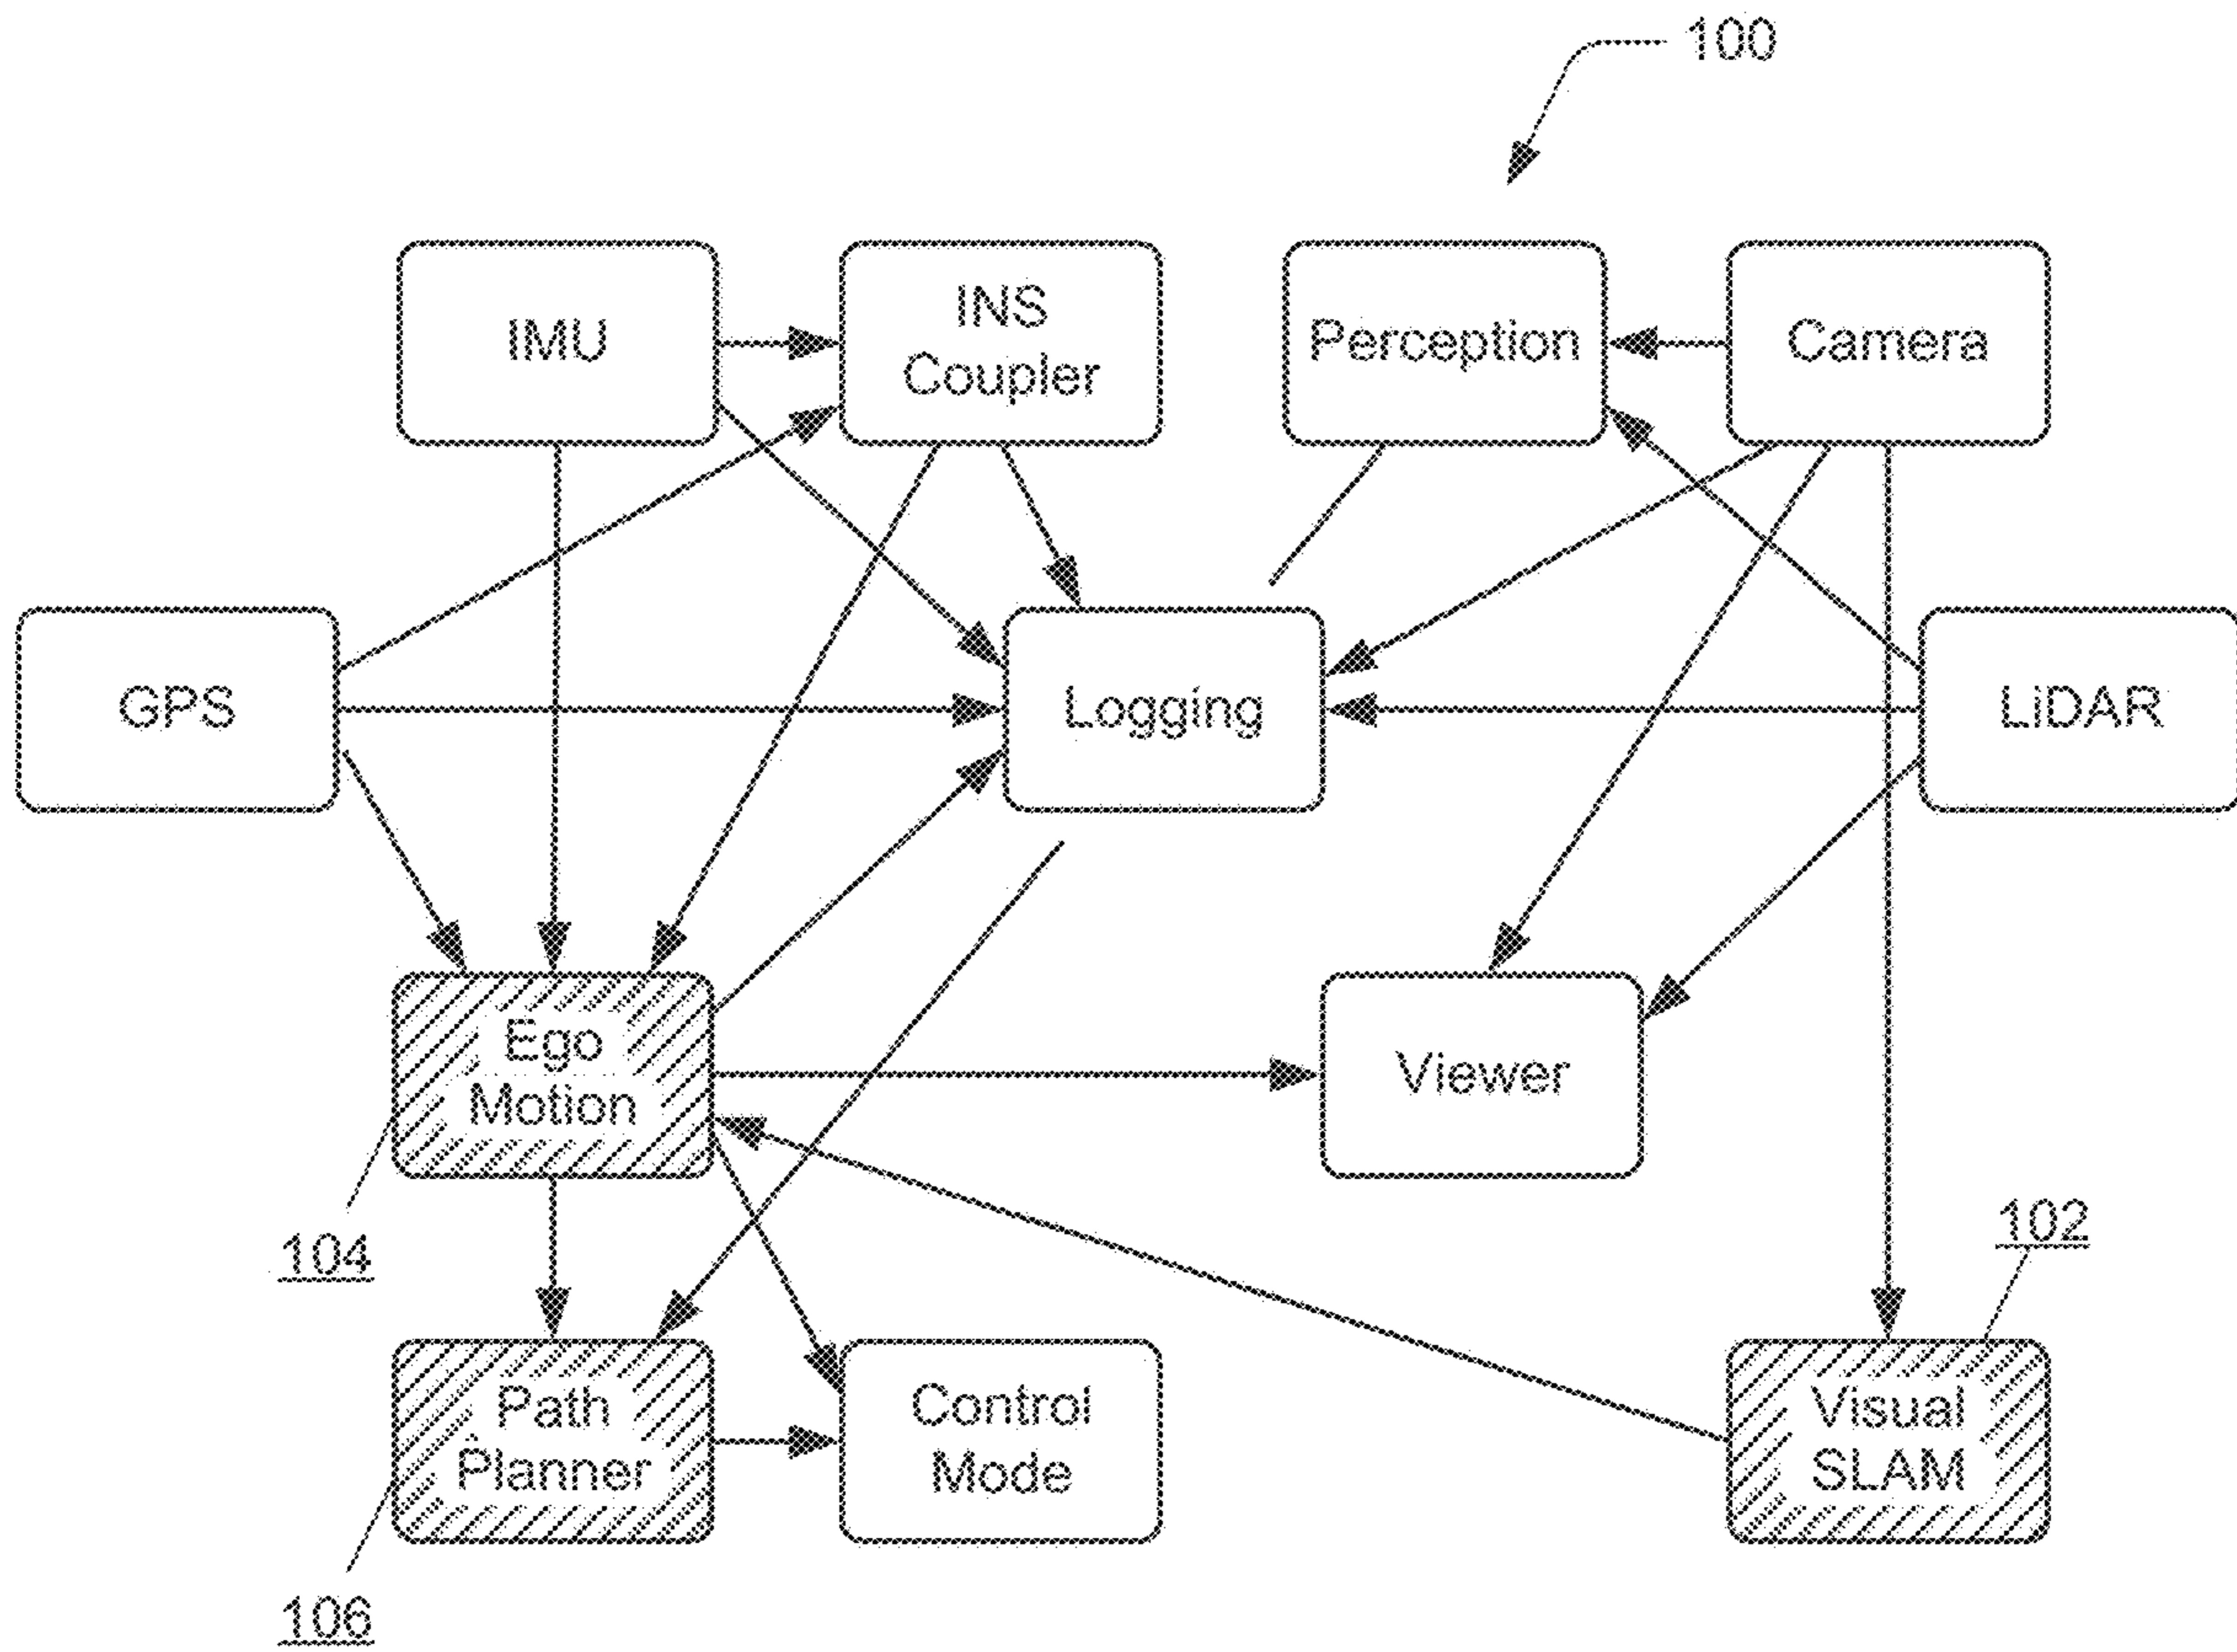 100
IMU
INS
Coupler
Perception
Camera
GPS
Logging
LiDAR
Ego
Motion
Viewer
104
102
Path
Planner
Control
Mode
Visual
SLAM
106